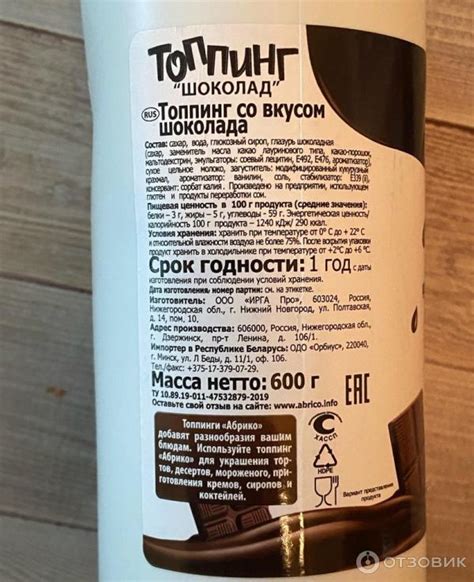 ТОППИНГ
"ШОКОЛАД"
RUS Топпинг со вкусом
шоколада
Состав: сахар, вода, глюкозный сироп, глазурь шоколадная
(сахар, заменитель масла какао лауринового типа, какао-порошок,
мальтодекстрин, эмульгаторы: соевый лецитин, Е492, Е476, ароматизатор),
сухое цельное молоко, загуститель: модифицированный кукурузный
крахмал, ароматизатор: ванилин, соль, стабилизатор: Е339 (i),
консервант: сорбат калия. Произведено на предприятии, использующем
глютен и продукты переработки сои.
Пищевая ценность в 100 г продукта (средние значения):
белки – 3 г, жиры – 5 г, углеводы – 59 г. Энергетическая ценность/
калорийность 100 г продукта – 1240 кДж/ 290 ккал.
Условия хранения: хранить при температуре от 0° С до + 22° С
и относительной влажности воздуха не более 75%. После вскрытия упаковки
продукт хранить в холодильнике при температуре от +2°С до +6 °С.
Срок годности: 1 год с даты
изготовления при соблюдении условий хранения.
Дата изготовления, номер партии: см. на этикетке.
Изготовитель: ООО «ИРГА Про», 603024, Россия,
Нижегородская обл., г. Нижний Новгород, ул. Полтавская,
д. 14, пом. 10,
Адрес производства: 606000, Россия, Нижегородская обл.,
г. Дзержинск, пр-т Ленина, д. 106/1.
Импортер в Республике Беларусь: ОДО «Орбиус», 220040,
г. Минск, ул. Л Беды, д. 11/1, оф. 106.
Тел./факс: +375-17-379-07-29.
Масса нетто: 600 г
ТУ 10.89.19-011-47532879-2019
Оставьте свой отзыв на сайте: www.abrico.info
EAC
Топпинги «Абрико»
добавят разнообразия вашим
блюдам. Используйте топпинг
«Абрико» для украшения тор-
тов, десертов, мороженого, при-
готовления кремов, сиропов и
коктейлей.
ХАССП
2
HDPE
Вариант представления
продукта
ОТЗОВИК